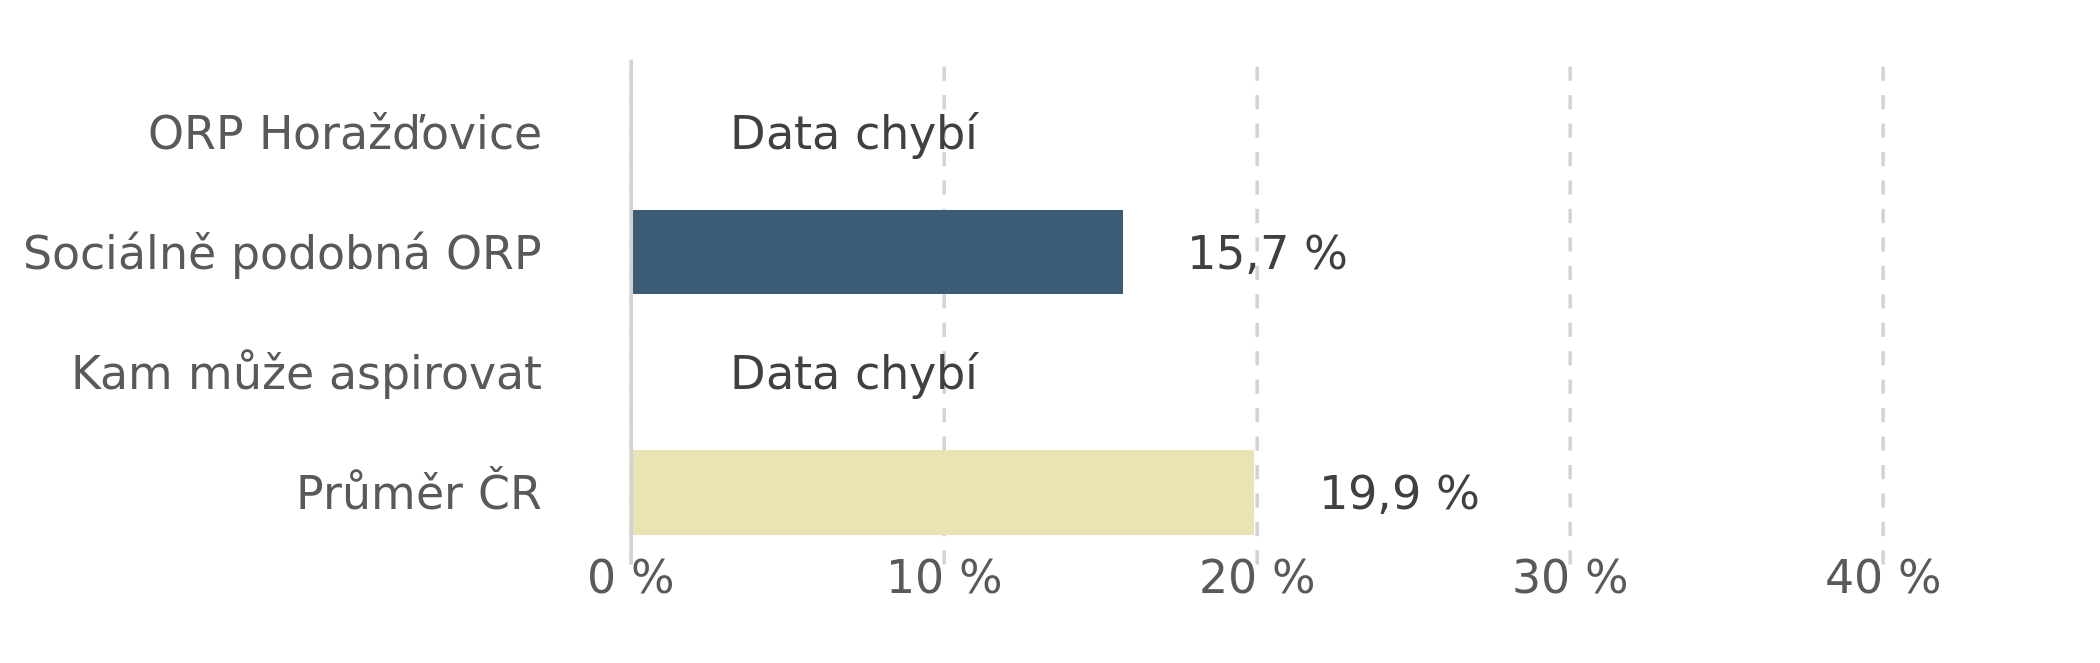 ORP Horažďovice Data chybí
Sociálně podobná ORP 15,7 %
Kam může aspirovat Data chybí
Průměr ČR 19,9 %
0 % 10 % 20 % 30 % 40 %